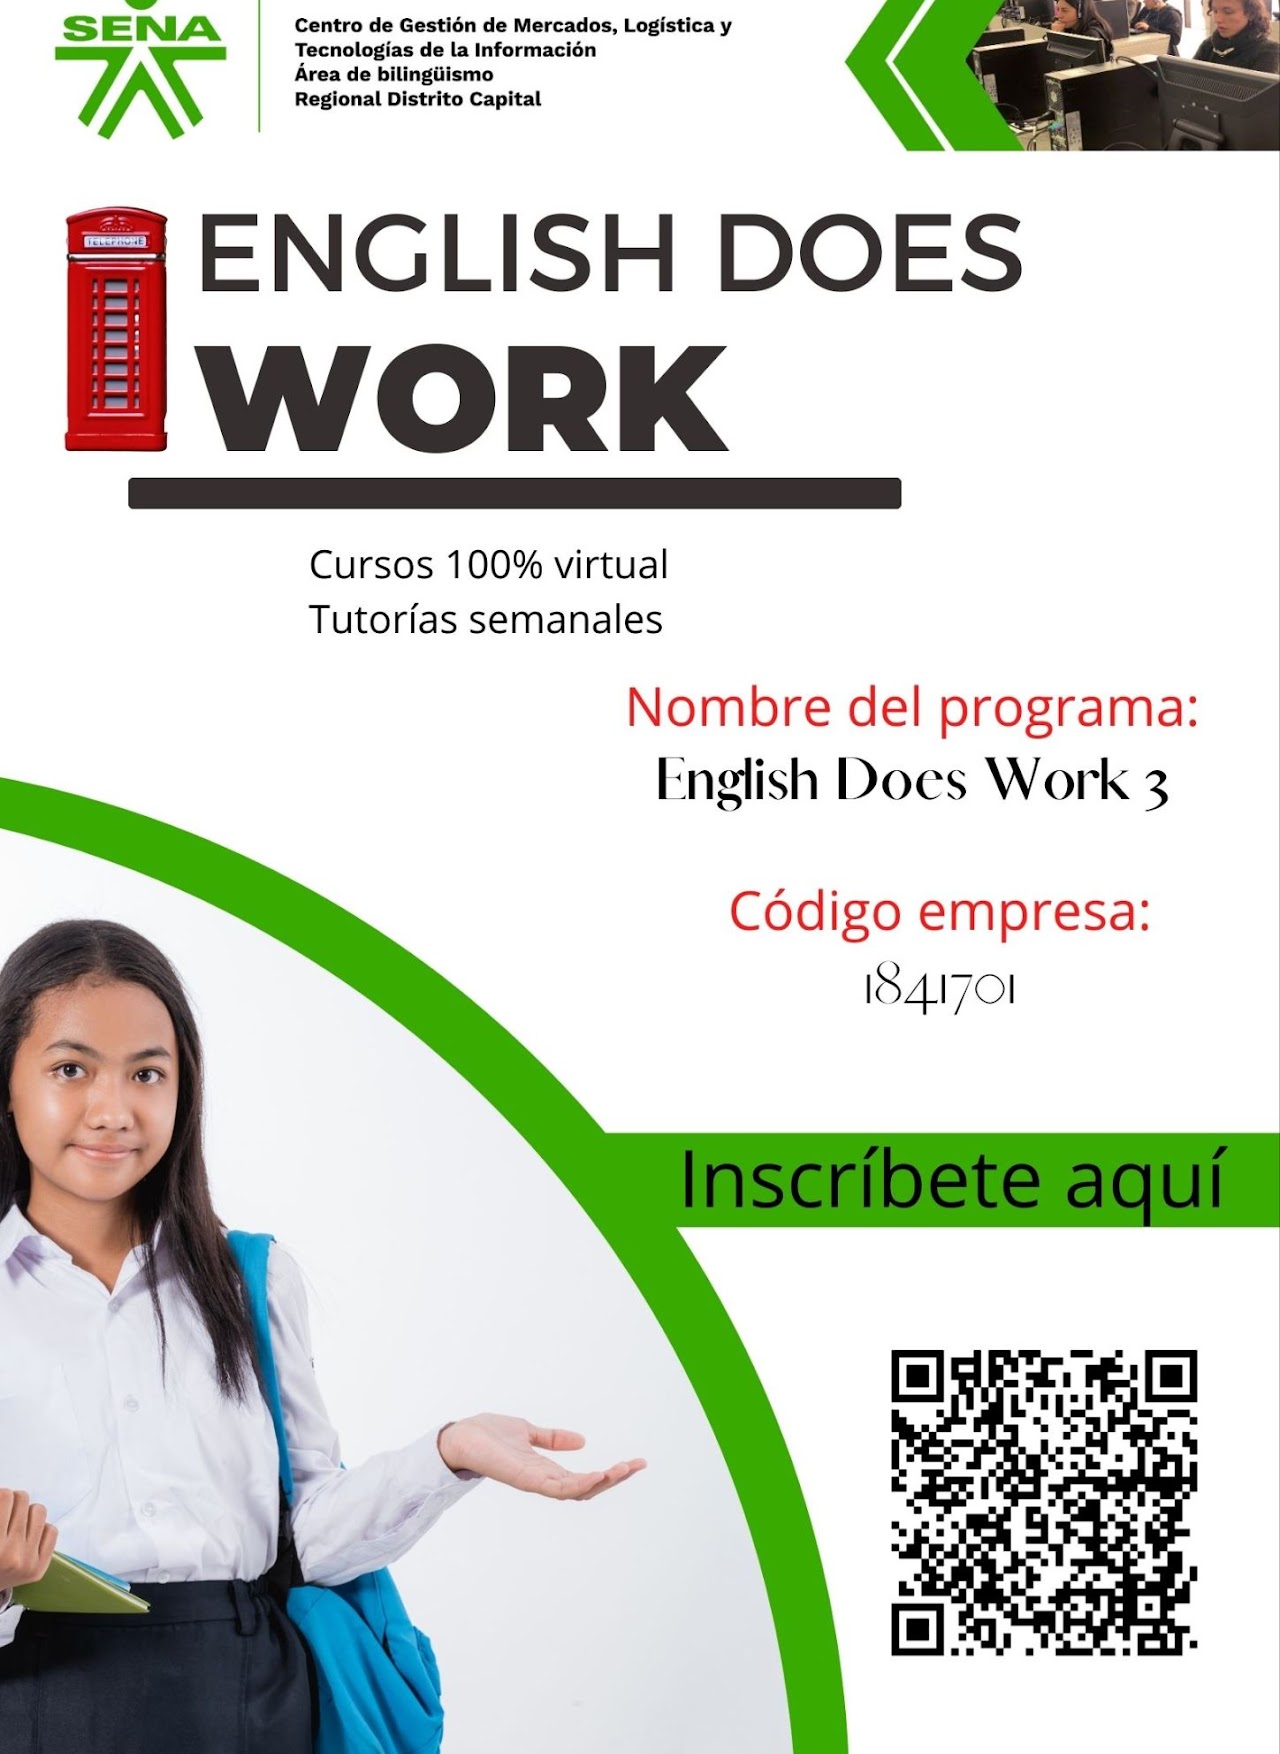 SENA
Centro de Gestión de Mercados, Logística y
Tecnologías de la Información
Área de bilingüismo
Regional Distrito Capital
TELEPHONE
ENGLISH DOES
WORK
Cursos 100% virtual
Tutorías semanales
Nombre del programa:
English Does Work 3
Código empresa:
1841701
Inscríbete aquí